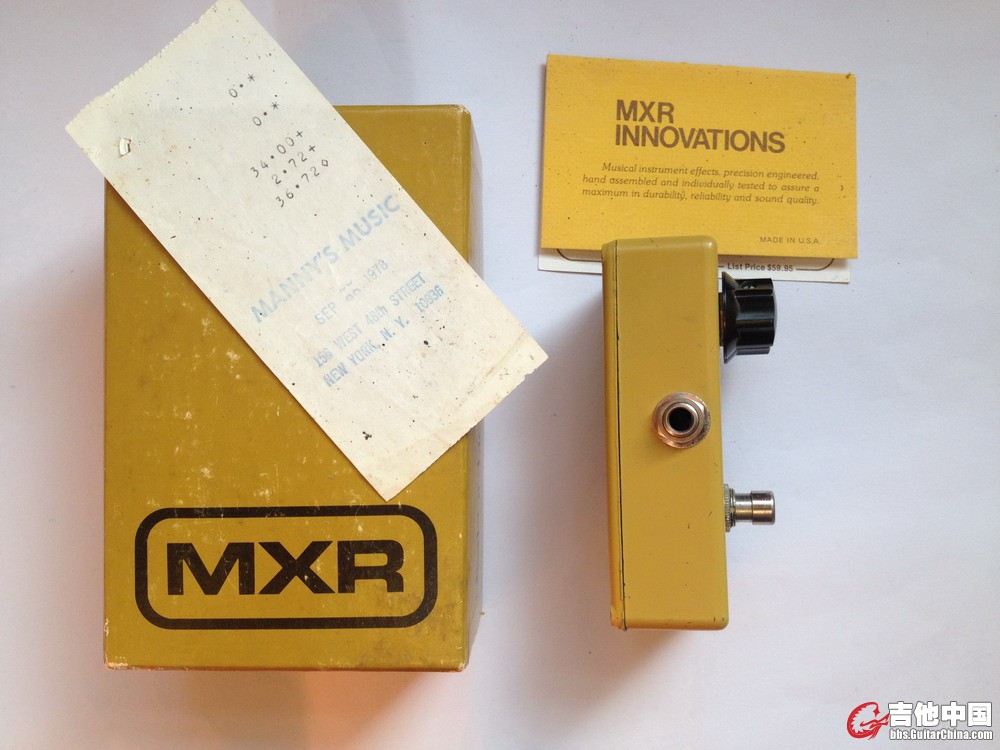 0.*
0.*
34.00+
2.72+
36.72◊
MANNY'S MUSIC
SEP 1978
156 WEST 48th STREET
NEW YORK, N. Y. 10036
MXR
MXR
INNOVATIONS
Musical instrument effects, precision engineered,
hand assembled and individually tested to assure a
maximum in durability, reliability and sound quality.
MADE IN U.S.A.
List Price $59.95
吉他中国
bbs.GuitarChina.com